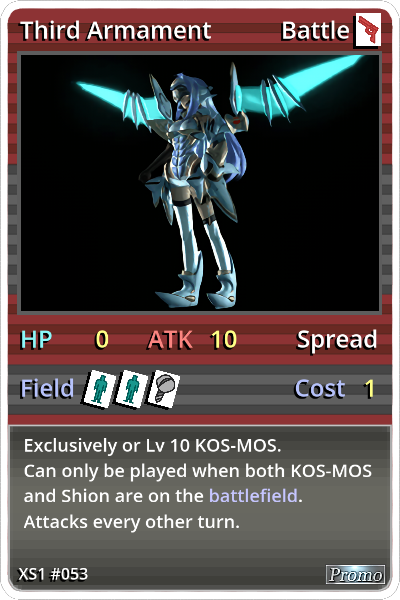 Third Armament Battle
HP 0 ATK 10 Spread
Field Cost 1
Exclusively or Lv 10 KOS-MOS.
Can only be played when both KOS-MOS
and Shion are on the battlefield.
Attacks every other turn.
XS1 #053 Promo